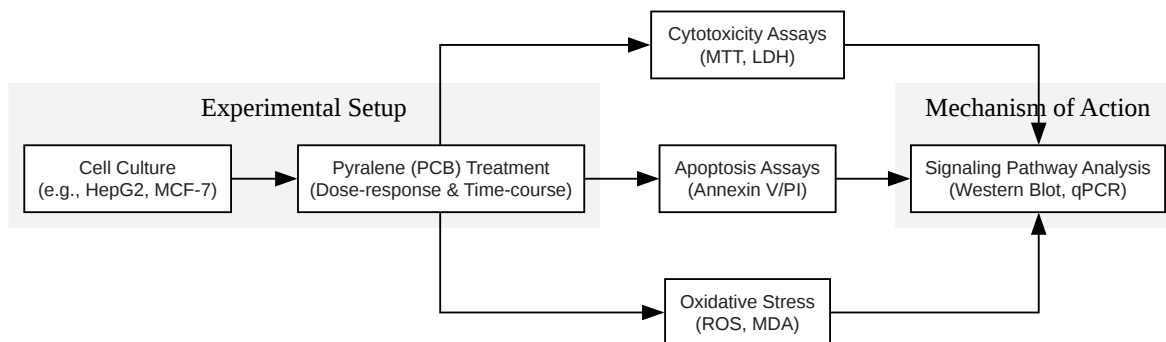 Cytotoxicity Assays
(MTT, LDH)
Experimental Setup
Mechanism of Action
Cell Culture
(e.g., HepG2, MCF-7)
Pyralene (PCB) Treatment
(Dose-response & Time-course)
Apoptosis Assays
(Annexin V/PI)
Signaling Pathway Analysis
(Western Blot, qPCR)
Oxidative Stress
(ROS, MDA)